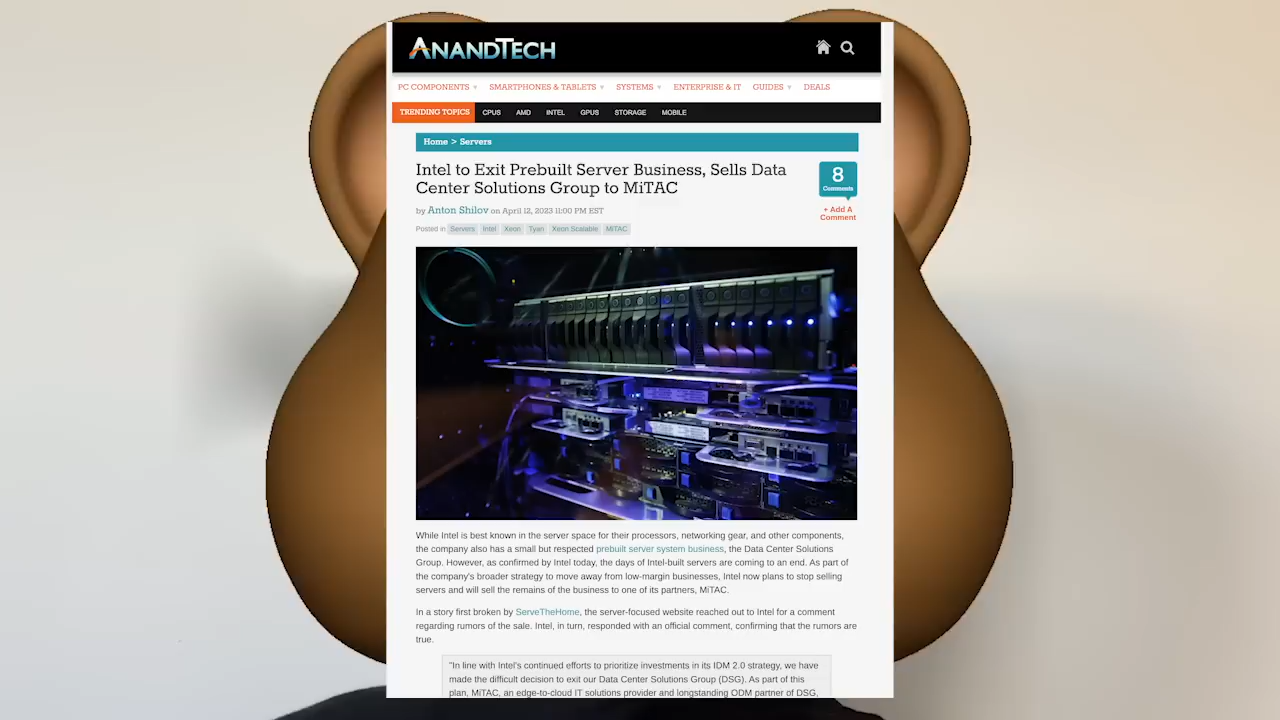 ANANDTECH
PC COMPONENTS SMARTPHONES & TABLETS SYSTEMS ENTERPRISE & IT GUIDES DEALS
TRENDING TOPICS CPUS AMD INTEL GPUS STORAGE MOBILE
Home > Servers
Intel to Exit Prebuilt Server Business, Sells Data
Center Solutions Group to MiTAC
by Anton Shilov on April 12, 2023 11:00 PM EST
Posted in Servers Intel Xeon Tyan Xeon Scalable MiTAC
8
Comments
+ Add A
Comment
While Intel is best known in the server space for their processors, networking gear, and other components,
the company also has a small but respected prebuilt server system business, the Data Center Solutions
Group. However, as confirmed by Intel today, the days of Intel-built servers are coming to an end. As part of
the company's broader strategy to move away from low-margin businesses, Intel now plans to stop selling
servers and will sell the remains of the business to one of its partners, MiTAC.
In a story first broken by ServeTheHome, the server-focused website reached out to Intel for a comment
regarding rumors of the sale. Intel, in turn, responded with an official comment, confirming that the rumors are
true.
"In line with Intel's continued efforts to prioritize investments in its IDM 2.0 strategy, we have
made the difficult decision to exit our Data Center Solutions Group (DSG). As part of this
plan, MiTAC, an edge-to-cloud IT solutions provider and longstanding ODM partner of DSG,